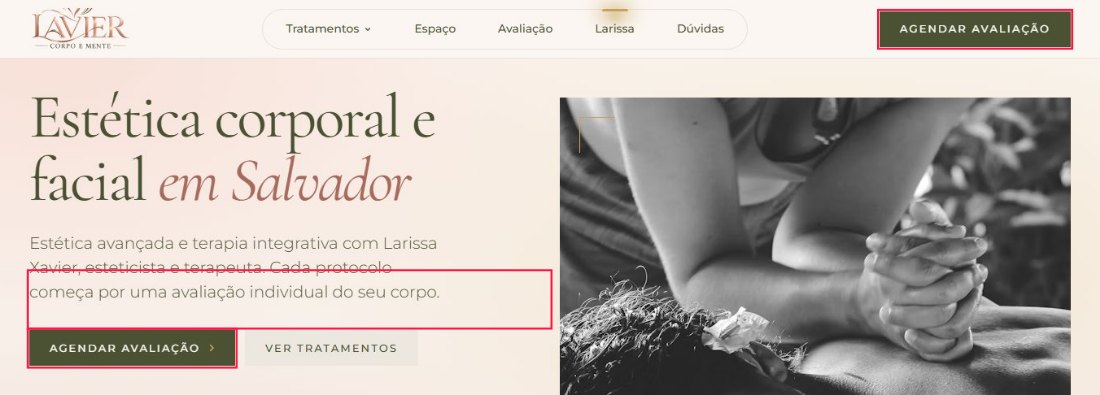 LAVIER
CORPO E MENTE
Tratamentos
Espaço
Avaliação
Larissa
Dúvidas
AGENDAR AVALIAÇÃO
Estética corporal e
facial em Salvador
Estética avançada e terapia integrativa com Larissa
Xavier, esteticista e terapeuta. Cada protocolo
começa por uma avaliação individual do seu corpo.
AGENDAR AVALIAÇÃO
VER TRATAMENTOS